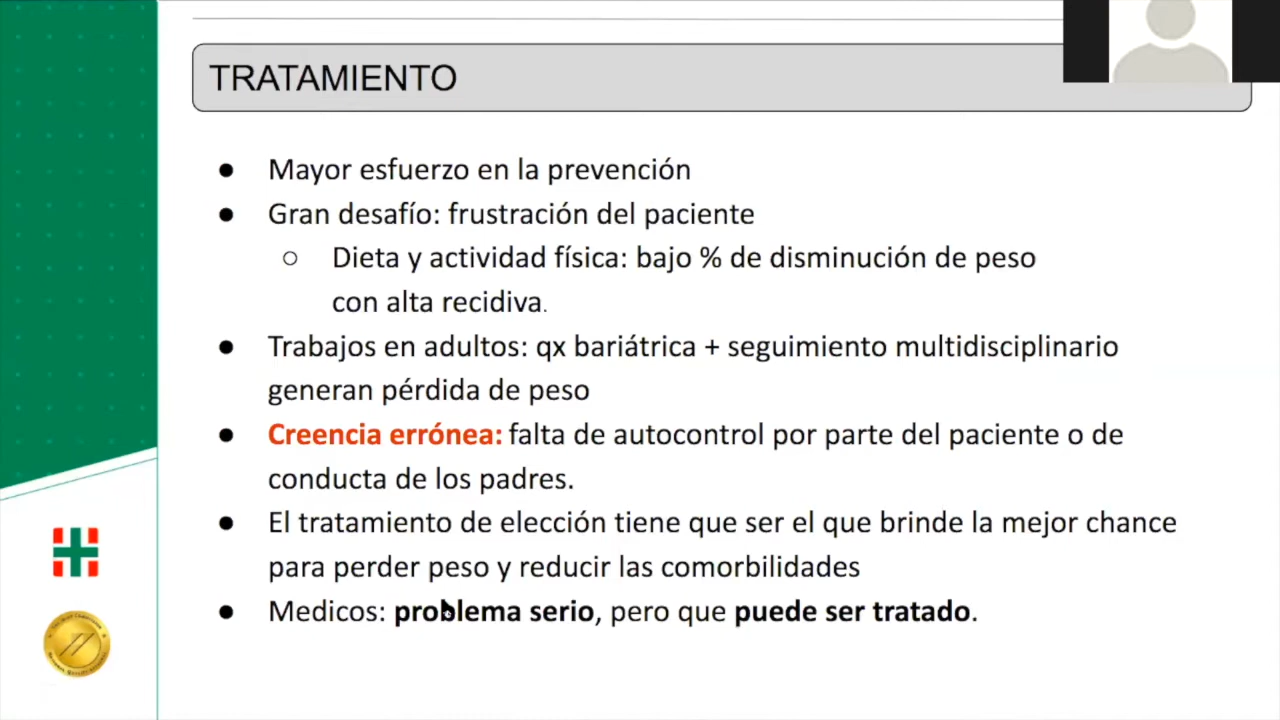 TRATAMIENTO
● Mayor esfuerzo en la prevención
● Gran desafío: frustración del paciente
○ Dieta y actividad física: bajo % de disminución de peso
con alta recidiva.
● Trabajos en adultos: qx bariátrica + seguimiento multidisciplinario
generan pérdida de peso
● Creencia errónea: falta de autocontrol por parte del paciente o de
conducta de los padres.
● El tratamiento de elección tiene que ser el que brinde la mejor chance
para perder peso y reducir las comorbilidades
● Medicos: problema serio, pero que puede ser tratado.